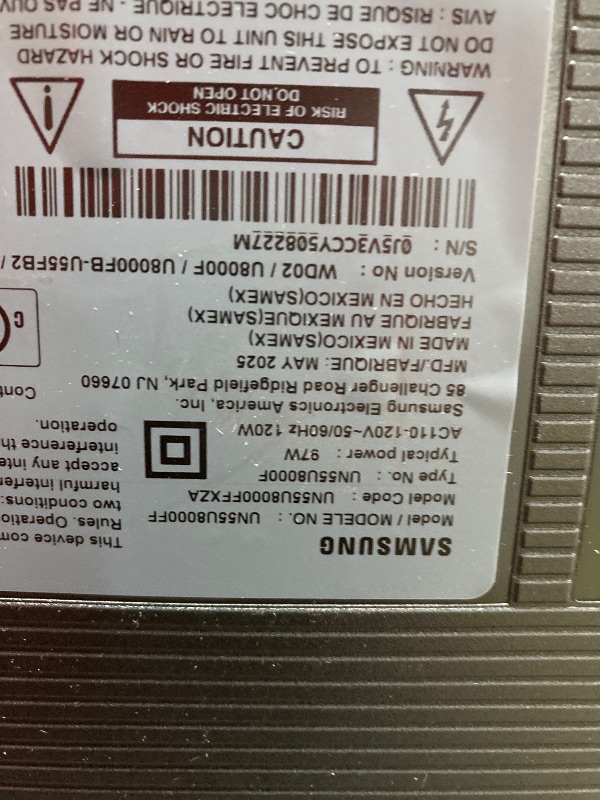 SAMSUNG
Model / MODELE NO. : UN55U8000FF
Model Code : UN55U8000FFXZA
Type No. : UN55U8000F
Typical power : 97W
AC110-120V~50/60Hz 120W
Samsung Electronics America, Inc.
85 Challenger Road Ridgefield Park, NJ 07660
MFD./FABRIQUE: MAY 2025
MADE IN MEXICO(SAMEX)
FABRIQUE AU MEXIQUE(SAMEX)
HECHO EN MEXICO(SAMEX)
Version No : WD02 / U8000F / U8000FB-U55FB2 /
S/N : 0J5V3CCY508227M
CAUTION
RISK OF ELECTRIC SHOCK
DO NOT OPEN
WARNING : TO PREVENT FIRE OR SHOCK HAZARD
DO NOT EXPOSE THIS UNIT TO RAIN OR MOISTURE
AVIS : RISQUE DE CHOC ELECTRIQUE - NE PAS OUV
This device com
Rules. Operation
two conditions:
harmful interfer
accept any inte
interference th
operation.
Cont
C